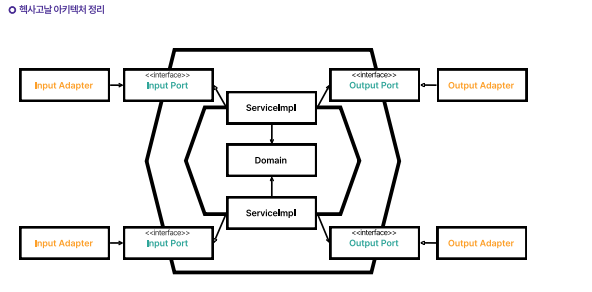 헥사고날 아키텍처 정리
<<interface>>
<<interface>>
Input Adapter
Input Port
Output Port
Output Adapter
ServiceImpl
Domain
ServiceImpl
<<interface>>
<<interface>>
Input Adapter
Input Port
Output Port
Output Adapter